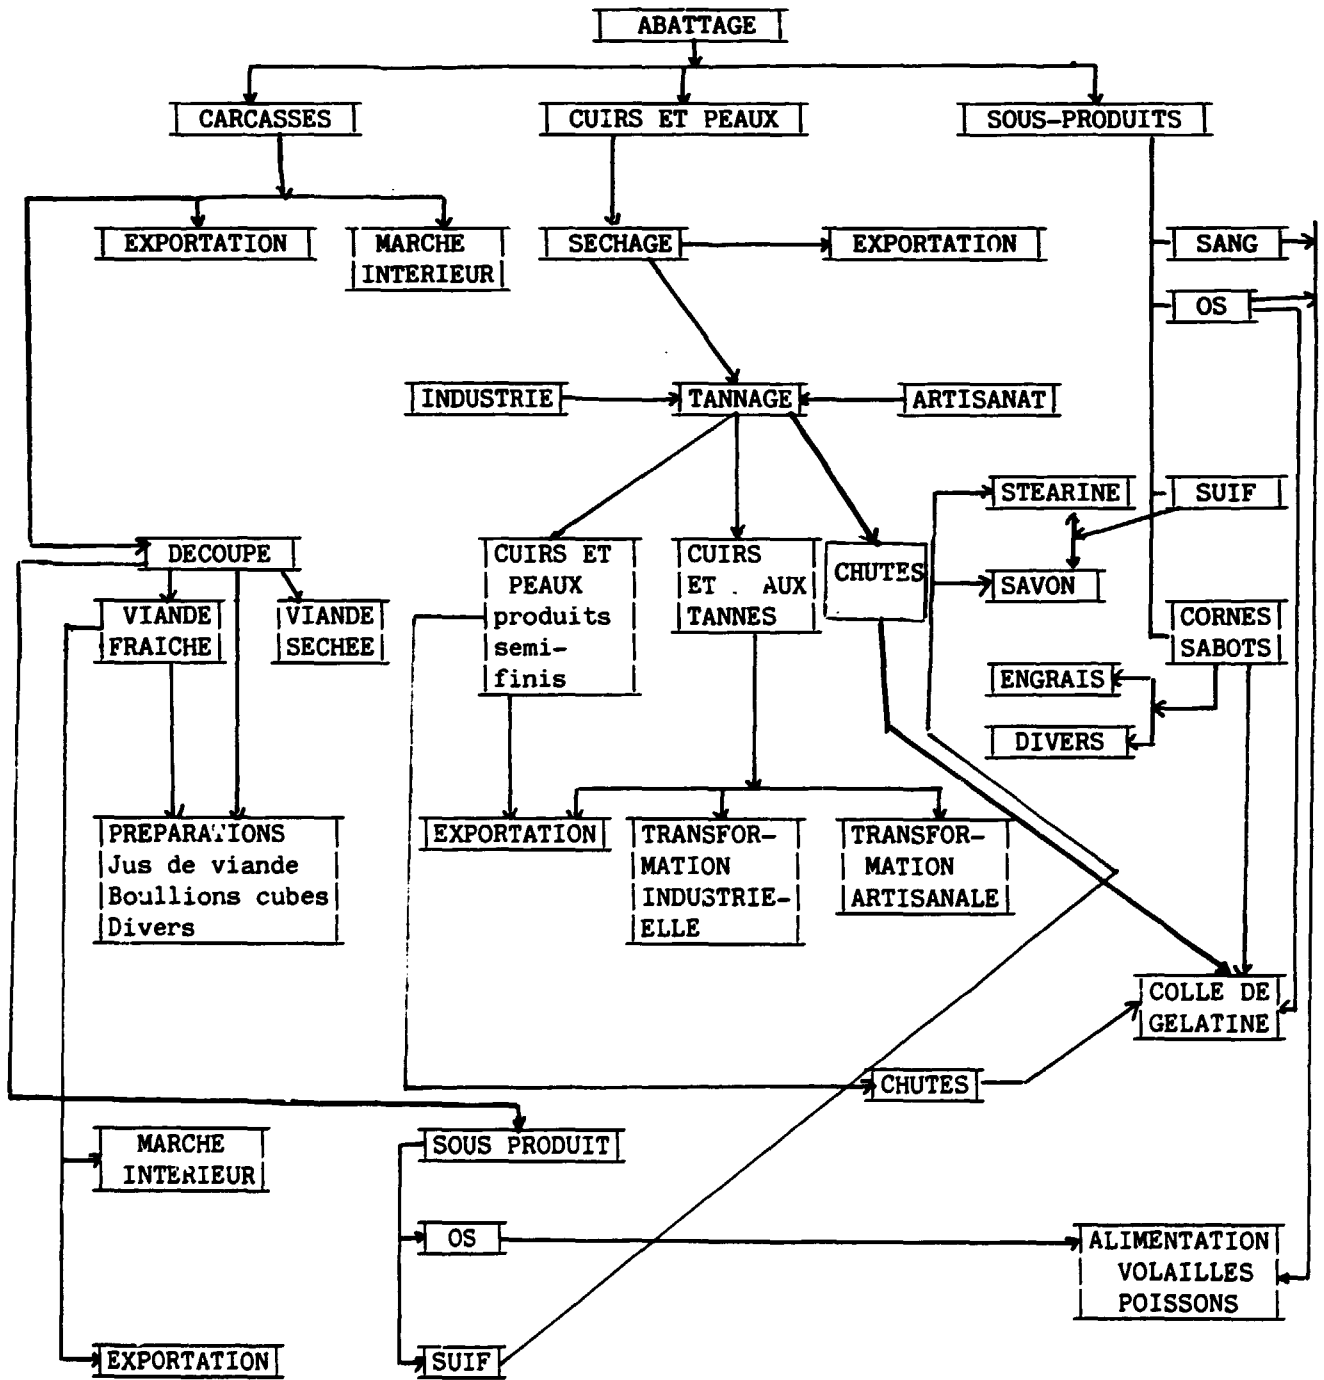 ABATTAGE
CARCASSES
CUIRS ET PEAUX
SOUS-PRODUITS
EXPORTATION
MARCHE
INTERIEUR
SECHAGE
EXPORTATION
SANG
OS
INDUSTRIE
TANNAGE
ARTISANAT
STEARINE
SUIF
DECOUPE
CUIRS ET
PEAUX
produits
semi-
finis
CUIRS
ET AUX
TANNES
CHUTES
SAVON
VIANDE
FRAICHE
VIANDE
SECHEE
CORNES
SABOTS
ENGRAIS
DIVERS
PREPARATIONS
Jus de viande
Boullions cubes
Divers
EXPORTATION
TRANSFOR-
MATION
INDUSTRIE-
ELLE
TRANSFOR-
MATION
ARTISANALE
COLLE DE
GELATINE
CHUTES
MARCHE
INTERIEUR
SOUS PRODUIT
OS
ALIMENTATION
VOLAILLES
POISSONS
EXPORTATION
SUIF